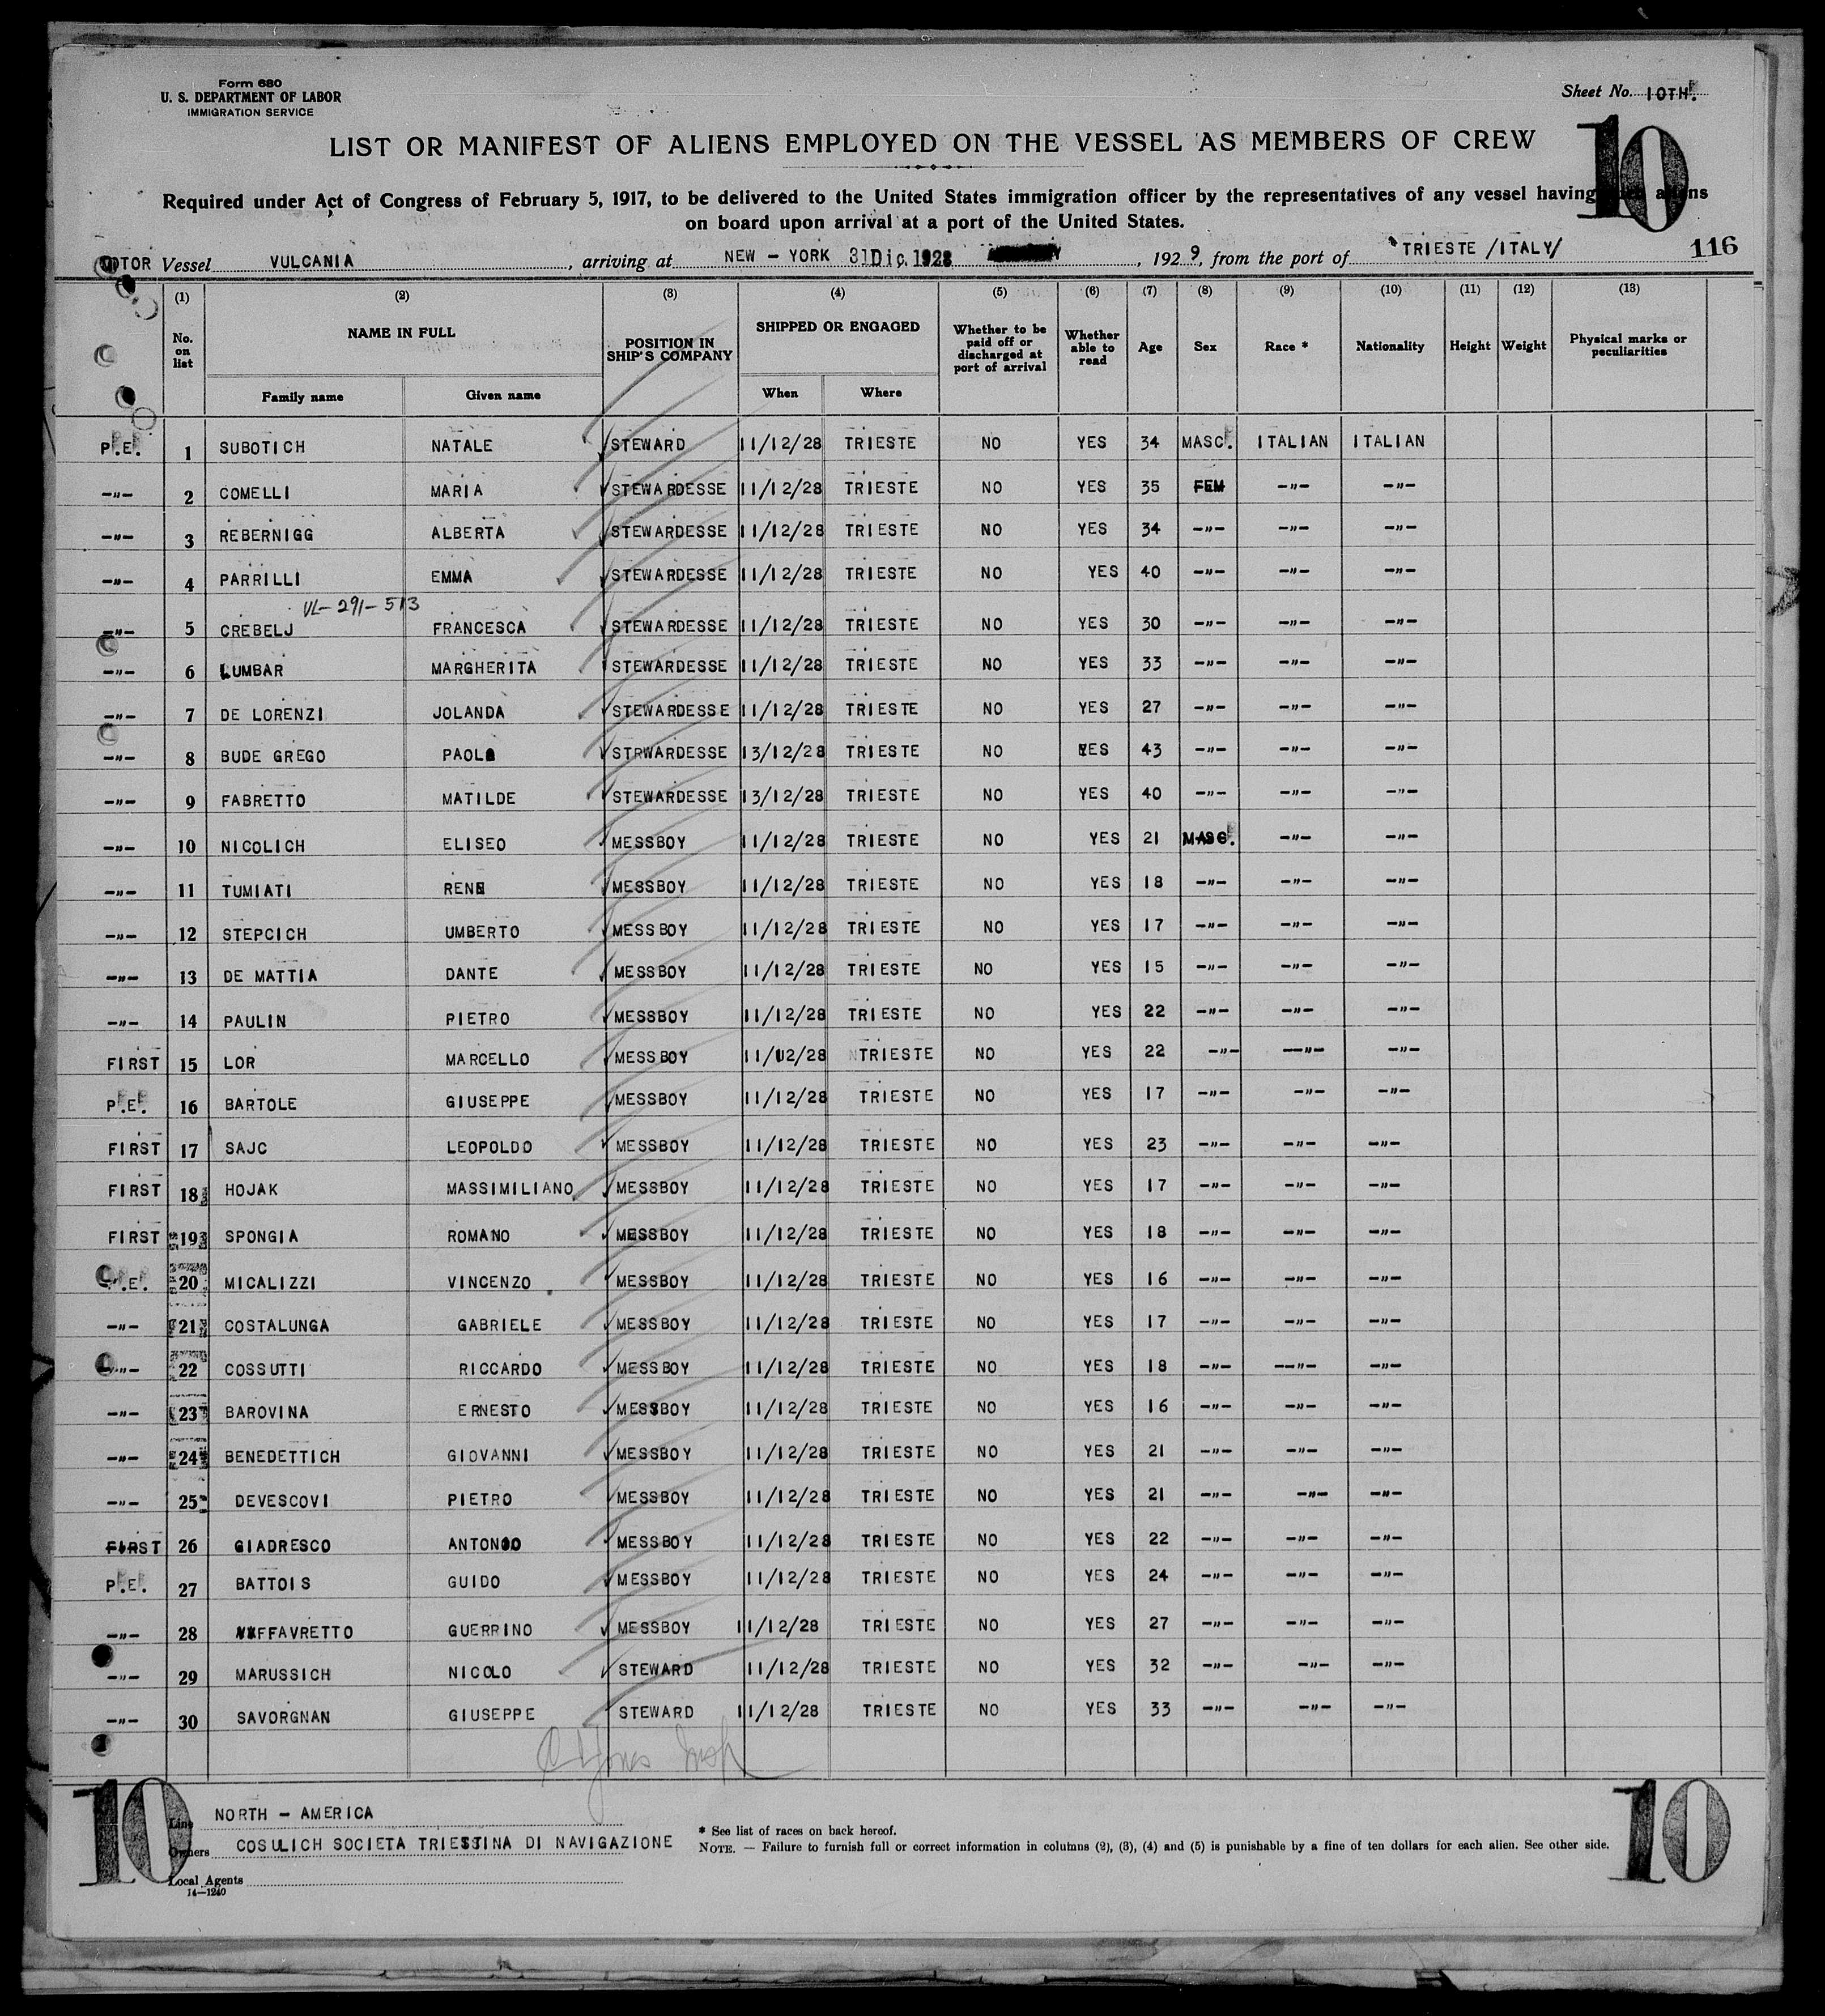 Form 680
U. S. DEPARTMENT OF LABOR
IMMIGRATION SERVICE
Sheet No. 10TH.
10
LIST OR MANIFEST OF ALIENS EMPLOYED ON THE VESSEL AS MEMBERS OF CREW
Required under Act of Congress of February 5, 1917, to be delivered to the United States immigration officer by the representatives of any vessel having such aliens
on board upon arrival at a port of the United States.
116
MOTOR Vessel VULCANIA, arriving at NEW - YORK 31 Dic. 1928, 1929, from the port of TRIESTE /ITALY/
(1) (2) (3) (4) (5) (6) (7) (8) (9) (10) (11) (12) (13)
No. on list NAME IN FULL POSITION IN SHIP'S COMPANY SHIPPED OR ENGAGED Whether to be paid off or discharged at port of arrival Whether able to read Age Sex Race * Nationality Height Weight Physical marks or peculiarities
Family name Given name When Where
P.E. 1 SUBOTICH NATALE STEWARD 11/12/28 TRIESTE NO YES 34 MASC. ITALIAN ITALIAN
-"- 2 COMELLI MARIA STEWARDESSE 11/12/28 TRIESTE NO YES 35 FEM -"- -"-
-"- 3 REBERNIGG ALBERTA STEWARDESSE 11/12/28 TRIESTE NO YES 34 -"- -"- -"-
-"- 4 PARRILLI EMMA STEWARDESSE 11/12/28 TRIESTE NO YES 40 -"- -"- -"-
VL-291-513
-"- 5 CREBELJ FRANCESCA STEWARDESSE 11/12/28 TRIESTE NO YES 30 -"- -"- -"-
-"- 6 LUMBAR MARGHERITA STEWARDESSE 11/12/28 TRIESTE NO YES 33 -"- -"- -"-
-"- 7 DE LORENZI JOLANDA STEWARDESSE 11/12/28 TRIESTE NO YES 27 -"- -"- -"-
-"- 8 BUDE GREGO PAOLA STRWARDESSE 13/12/28 TRIESTE NO YES 43 -"- -"- -"-
-"- 9 FABRETTO MATILDE STEWARDESSE 13/12/28 TRIESTE NO YES 40 -"- -"- -"-
-"- 10 NICOLICH ELISEO MESSBOY 11/12/28 TRIESTE NO YES 21 MASC. -"- -"-
-"- 11 TUMIATI RENE MESSBOY 11/12/28 TRIESTE NO YES 18 -"- -"- -"-
-"- 12 STEPCICH UMBERTO MESSBOY 11/12/28 TRIESTE NO YES 17 -"- -"- -"-
-"- 13 DE MATTIA DANTE MESSBOY 11/12/28 TRIESTE NO YES 15 -"- -"- -"-
-"- 14 PAULIN PIETRO MESSBOY 11/12/28 TRIESTE NO YES 22 -"- -"- -"-
FIRST 15 LOR MARCELLO MESSBOY 11/12/28 TRIESTE NO YES 22 -"- --"- -"-
P.E. 16 BARTOLE GIUSEPPE MESSBOY 11/12/28 TRIESTE NO YES 17 -"- -"- -"-
FIRST 17 SAJC LEOPOLDO MESSBOY 11/12/28 TRIESTE NO YES 23 -"- -"- -"-
FIRST 18 HOJAK MASSIMILIANO MESSBOY 11/12/28 TRIESTE NO YES 17 -"- -"- -"-
FIRST 19 SPONGIA ROMANO MESSBOY 11/12/28 TRIESTE NO YES 18 -"- -"- -"-
P.E. 20 MICALIZZI VINCENZO MESSBOY 11/12/28 TRIESTE NO YES 16 -"- -"- -"-
-"- 21 COSTALUNGA GABRIELE MESSBOY 11/12/28 TRIESTE NO YES 17 -"- -"- -"-
-"- 22 COSSUTTI RICCARDO MESSBOY 11/12/28 TRIESTE NO YES 18 -"- --"- -"-
-"- 23 BAROVINA ERNESTO MESSBOY 11/12/28 TRIESTE NO YES 16 -"- -"- -"-
-"- 24 BENEDETTICH GIOVANNI MESSBOY 11/12/28 TRIESTE NO YES 21 -"- -"- -"-
-"- 25 DEVESCOVI PIETRO MESSBOY 11/12/28 TRIESTE NO YES 21 -"- -"- -"-
FIRST 26 GIADRESCO ANTONIO MESSBOY 11/12/28 TRIESTE NO YES 22 -"- -"- -"-
P.E. 27 BATTOIS GUIDO MESSBOY 11/12/28 TRIESTE NO YES 24 -"- -"- -"-
-"- 28 FAVRETTO GUERRINO MESSBOY 11/12/28 TRIESTE NO YES 27 -"- -"- -"-
-"- 29 MARUSSICH NICOLO STEWARD 11/12/28 TRIESTE NO YES 32 -"- -"- -"-
-"- 30 SAVORGNAN GIUSEPPE STEWARD 11/12/28 TRIESTE NO YES 33 -"- -"- -"-
10 10
Line NORTH - AMERICA
Owners COSULICH SOCIETA TRIESTINA DI NAVIGAZIONE
Local Agents
14-1240
* See list of races on back hereof.
NOTE. — Failure to furnish full or correct information in columns (2), (3), (4) and (5) is punishable by a fine of ten dollars for each alien. See other side.